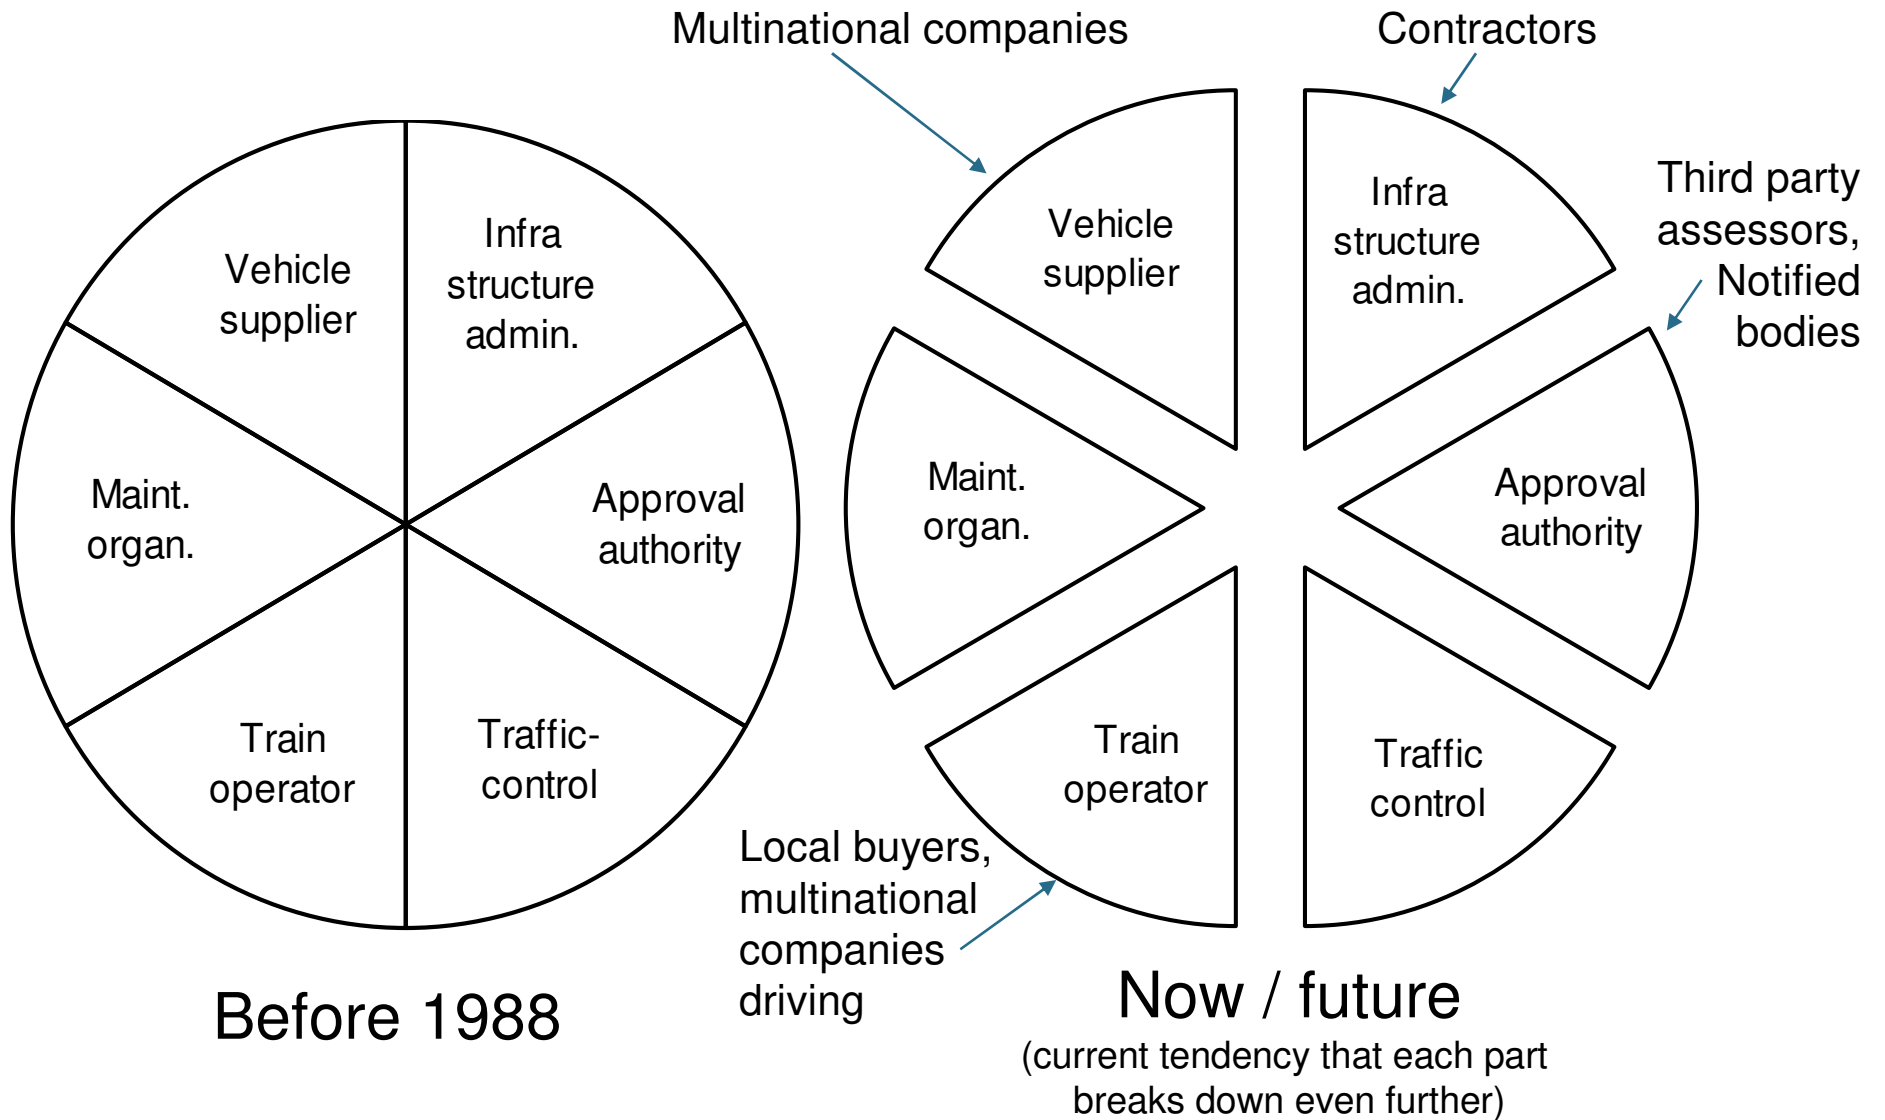 Multinational companies
Contractors
Vehicle
supplier
Infra
structure
admin.
Maint.
organ.
Approval
authority
Train
operator
Traffic-
control
Before 1988
Vehicle
supplier
Infra
structure
admin.
Third party
assessors,
Notified
bodies
Maint.
organ.
Approval
authority
Train
operator
Traffic
control
Local buyers,
multinational
companies
driving
Now / future
(current tendency that each part
breaks down even further)